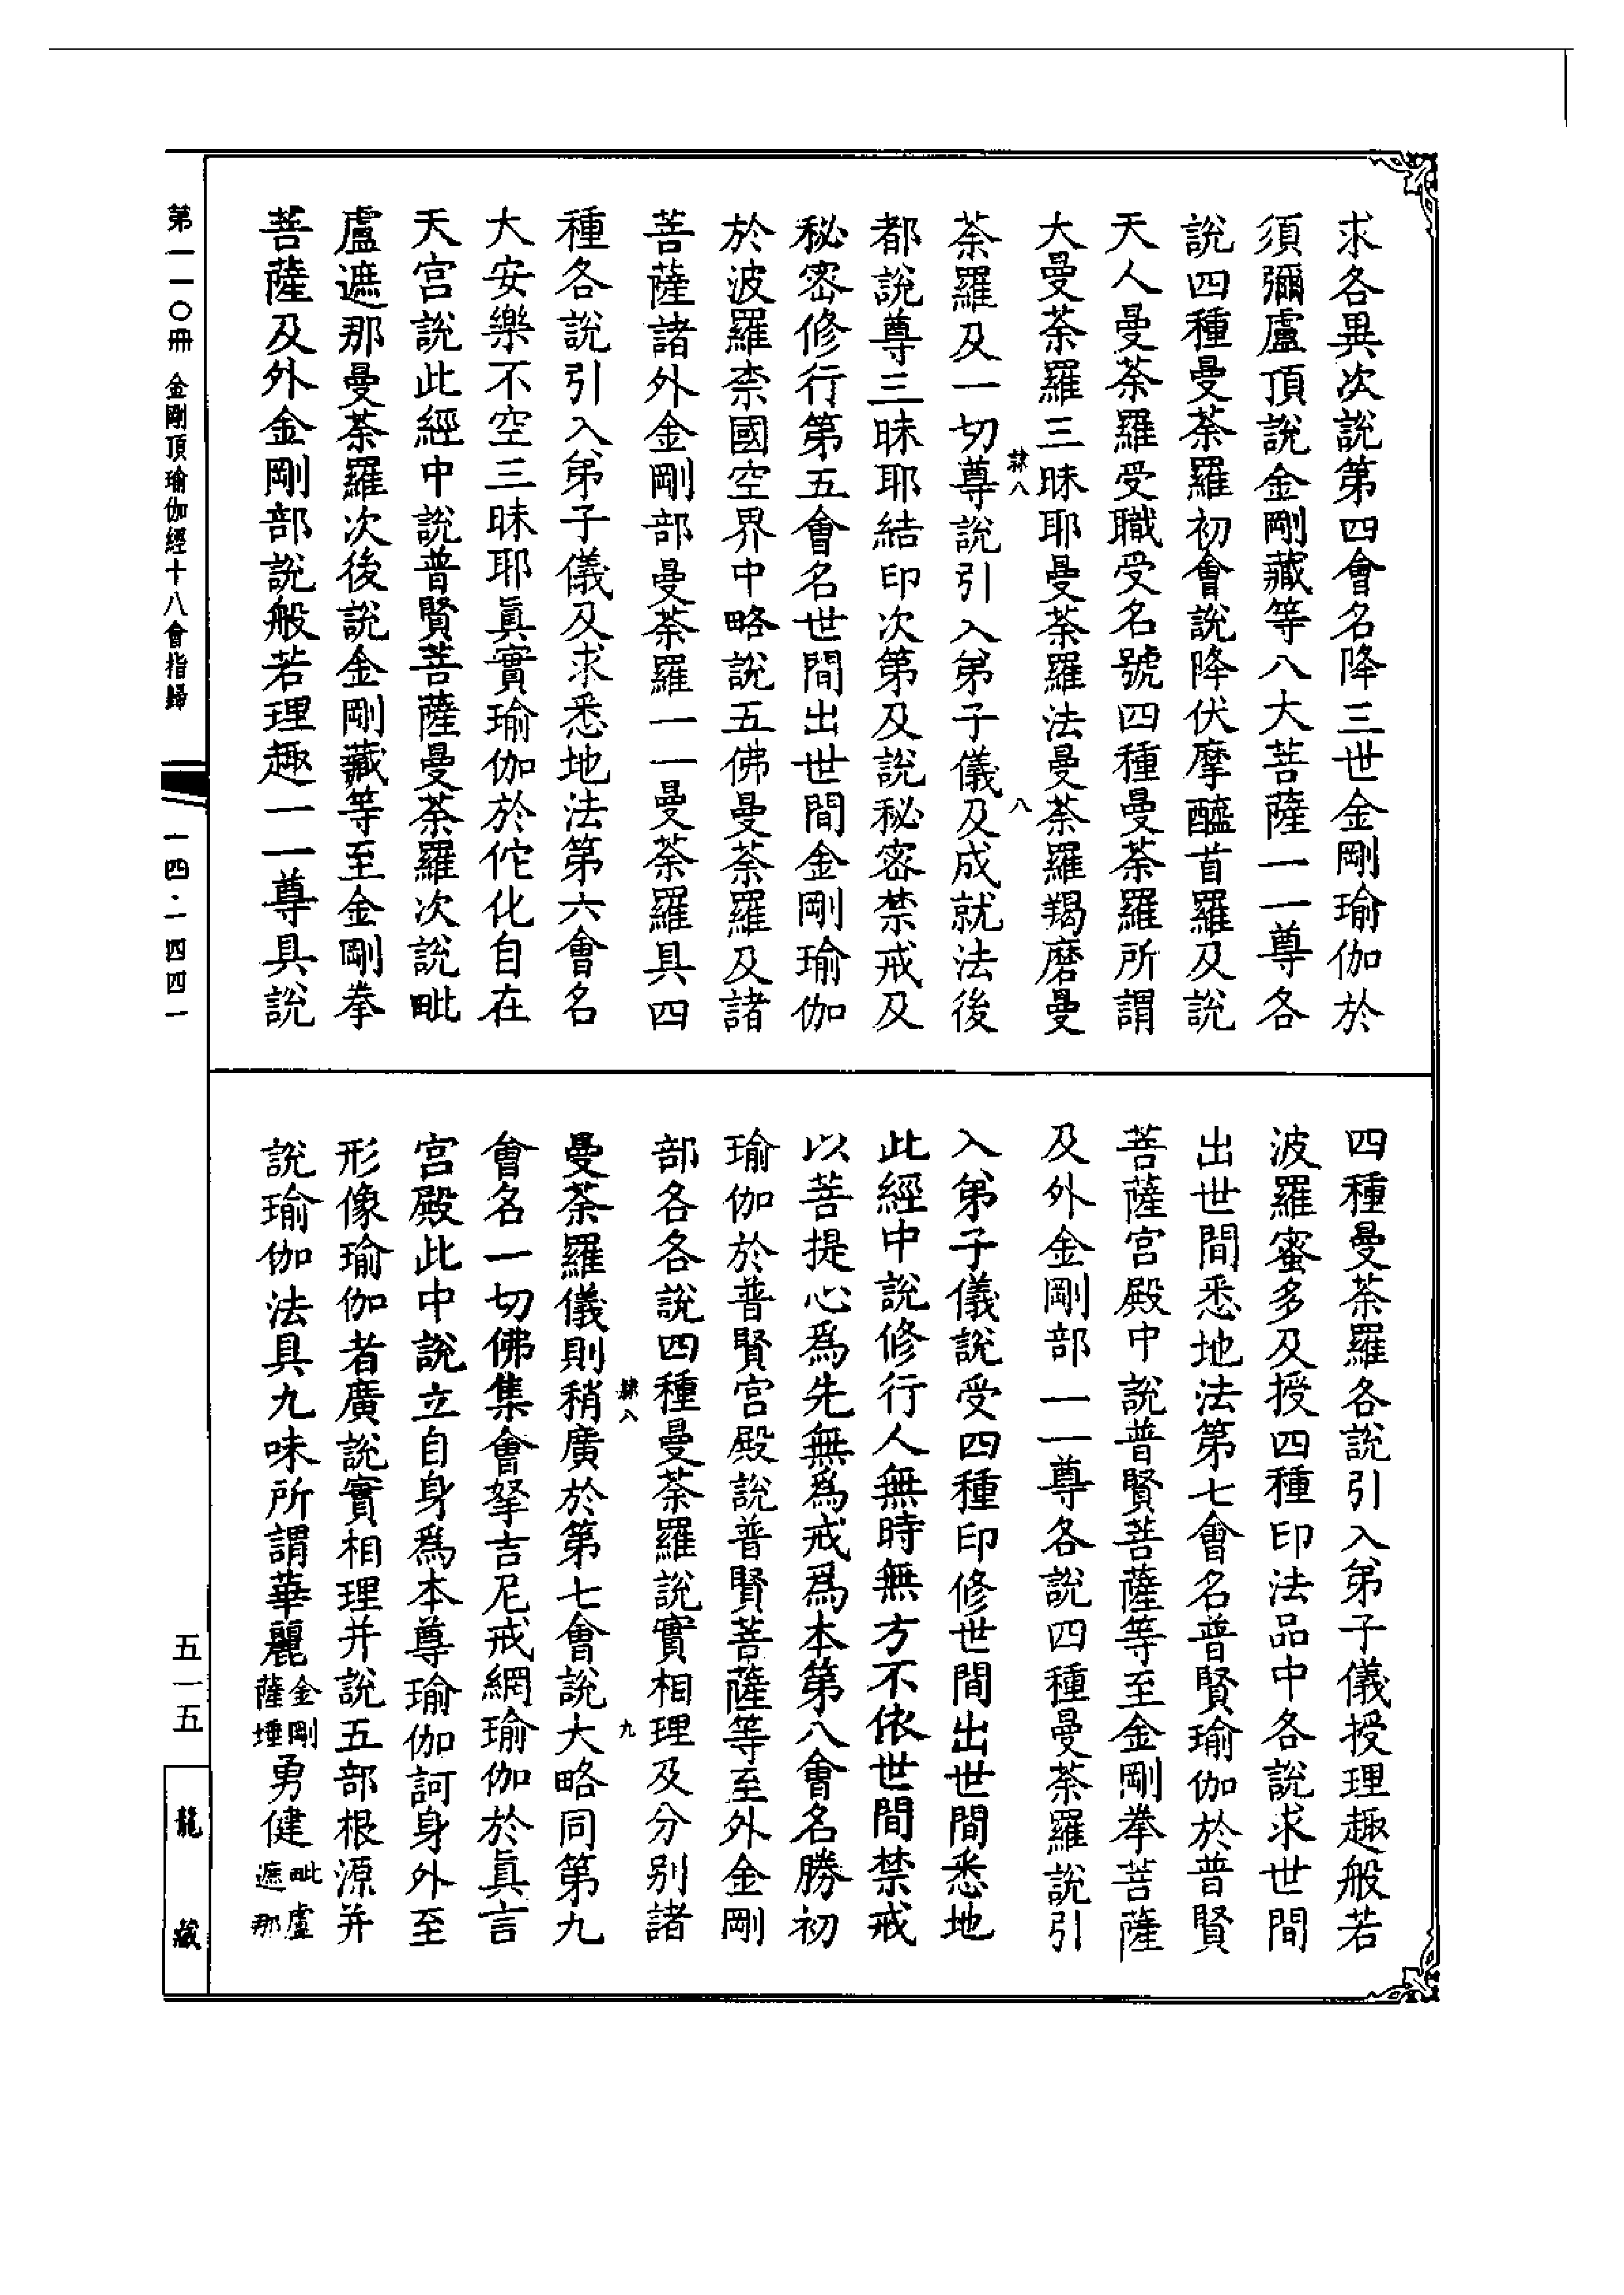 求各異次說第四會名降三世金剛瑜伽於
須彌盧頂說金剛藏等八大菩薩一一尊各
說四種曼荼羅初會說降伏摩醯首羅及說
天人曼荼羅受職受名號四種曼荼羅所謂
大曼荼羅三昧耶曼荼羅法曼荼羅羯磨曼
隸八 八
荼羅及一切尊說引入弟子儀及成就法後
都說尊三昧耶結印次第及說秘密禁戒及
秘密修行第五會名世間出世間金剛瑜伽
於波羅柰國空界中略說五佛曼荼羅及諸
菩薩諸外金剛部曼荼羅一一曼荼羅具四
種各說引入弟子儀及求悉地法第六會名
大安樂不空三昧耶眞實瑜伽於佗化自在
天宮說此經中說普賢菩薩曼荼羅次說毗
盧遮那曼荼羅次後說金剛藏等至金剛拳
菩薩及外金剛部說般若理趣一一尊具說
四種曼荼羅各說引入弟子儀授理趣般若
波羅蜜多及授四種印法品中各說求世間
出世間悉地法第七會名普賢瑜伽於普賢
菩薩宮殿中說普賢菩薩等至金剛拳菩薩
及外金剛部一一尊各說四種曼荼羅說引
入弟子儀說受四種印修世間出世間悉地
此經中說修行人無時無方不依世間禁戒
以菩提心爲先無爲戒爲本第八會名勝初
瑜伽於普賢宮殿說普賢菩薩等至外金剛
部各各說四種曼荼羅說實相理及分別諸
隸八 九
曼荼羅儀則稍廣於第七會說大略同第九
會名一切佛集會拏吉尼戒網瑜伽於眞言
宮殿此中說立自身爲本尊瑜伽訶身外至
形像瑜伽者廣說實相理并說五部根源并
說瑜伽法具九味所謂華麗金剛薩埵勇健毗盧遮那
第一一〇冊 金剛頂瑜伽經十八會指歸
一四·一四四一
五一五
龍藏